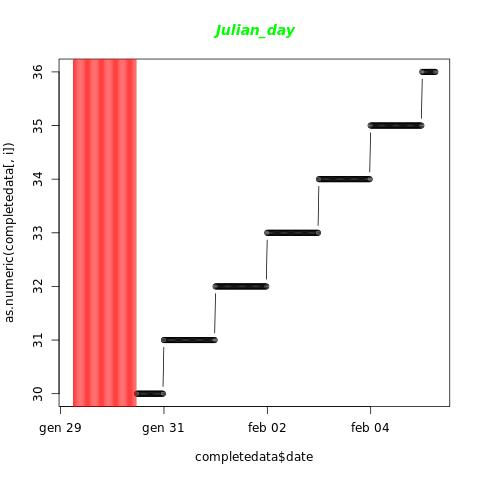 Julian_day
as.numeric(completedata[, i])
36
35
34
33
32
31
30
gen 29
gen 31
feb 02
feb 04
completedata$date